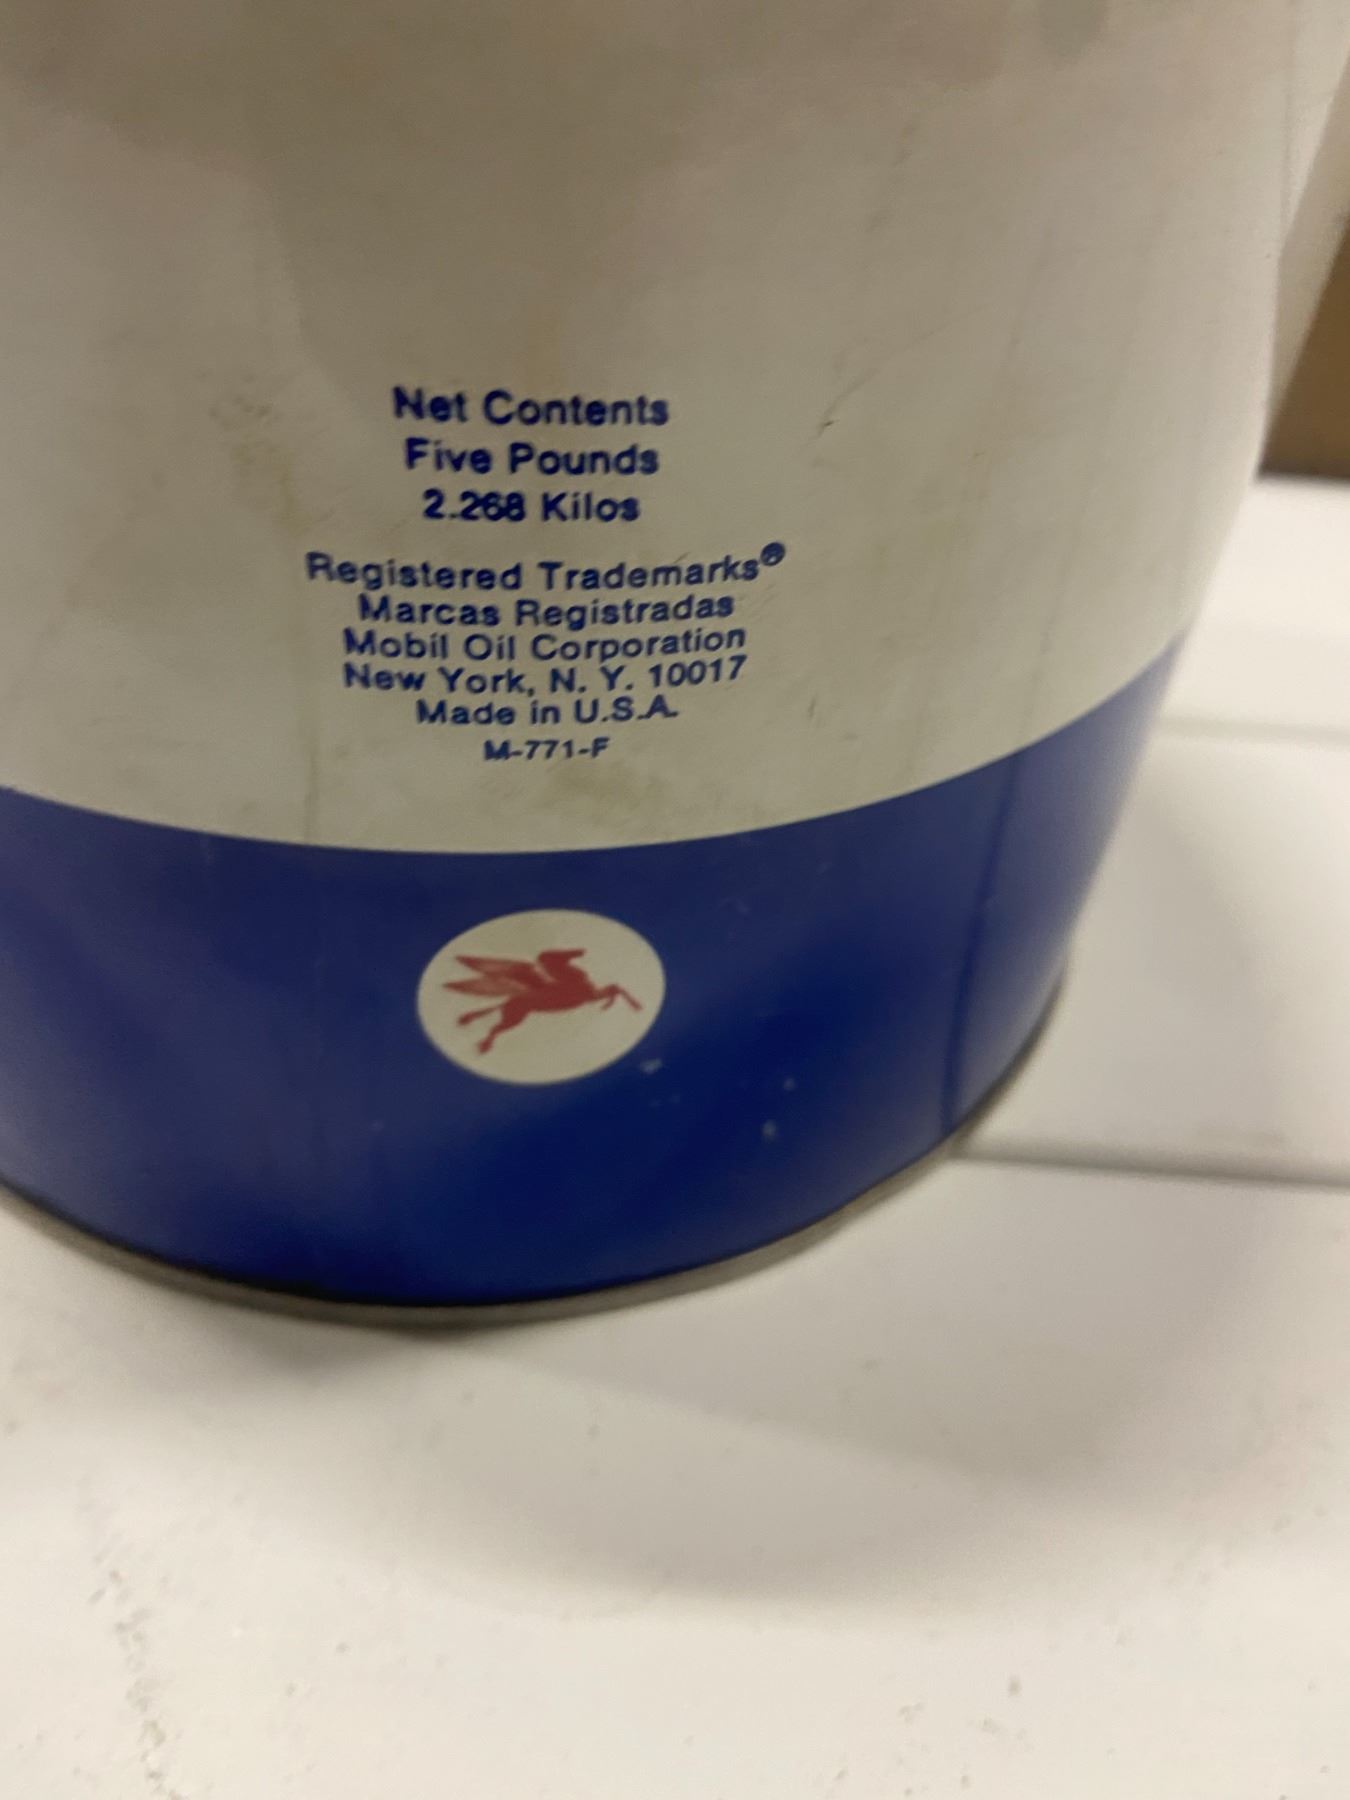 Net Contents
Five Pounds
2.268 Kilos
Registered Trademarks®
Marcas Registradas
Mobil Oil Corporation
New York, N. Y. 10017
Made in U.S.A.
M-771-F